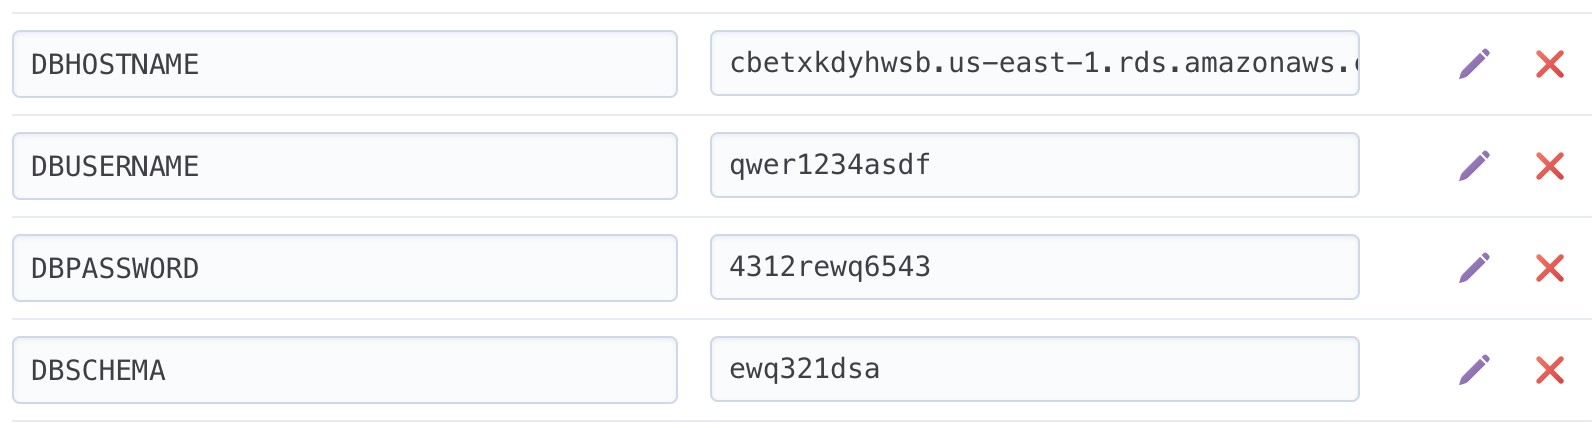 DBHOSTNAME cbetxkdyhwsb.us-east-1.rds.amazonaws.
DBUSERNAME qwer1234asdf
DBPASSWORD 4312rewq6543
DBSCHEMA ewq321dsa